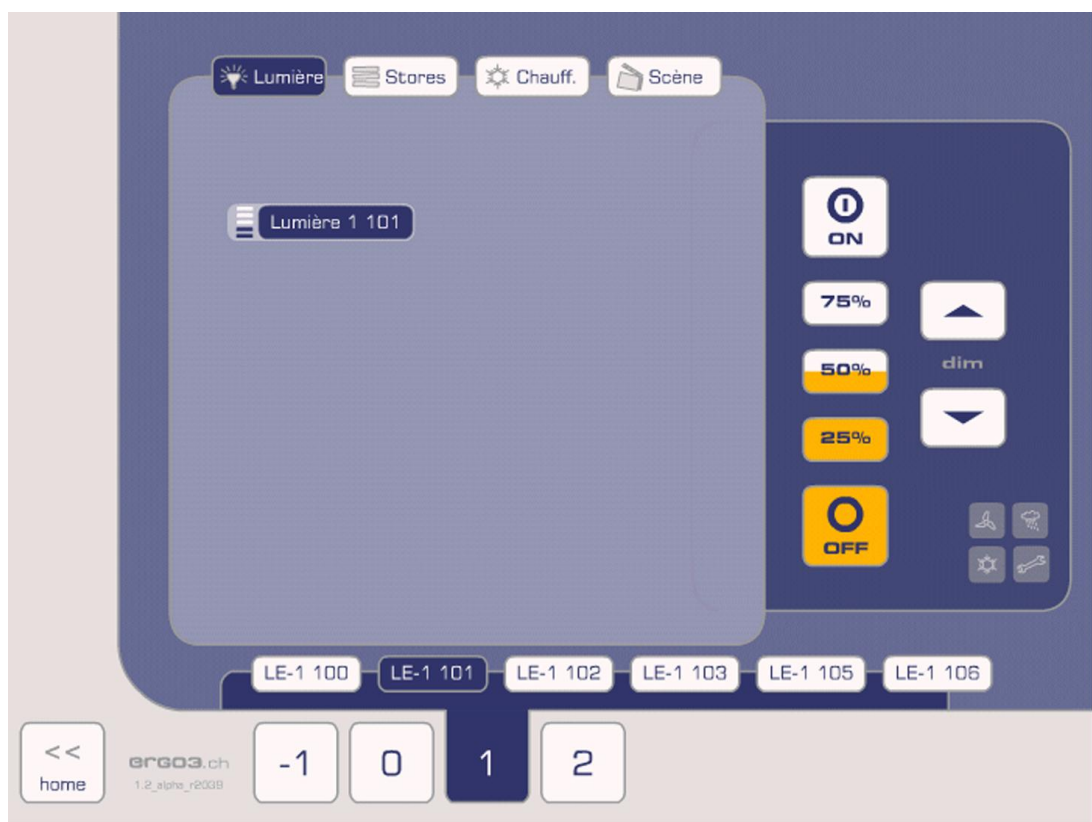 Lumière
Stores
Chauff.
Scène
Lumière 1 101
ON
75%
50%
dim
25%
OFF
LE-1 100
LE-1 101
LE-1 102
LE-1 103
LE-1 105
LE-1 106
<<
home
ergo3.ch
1.2_alpha_r2039
-1
0
1
2